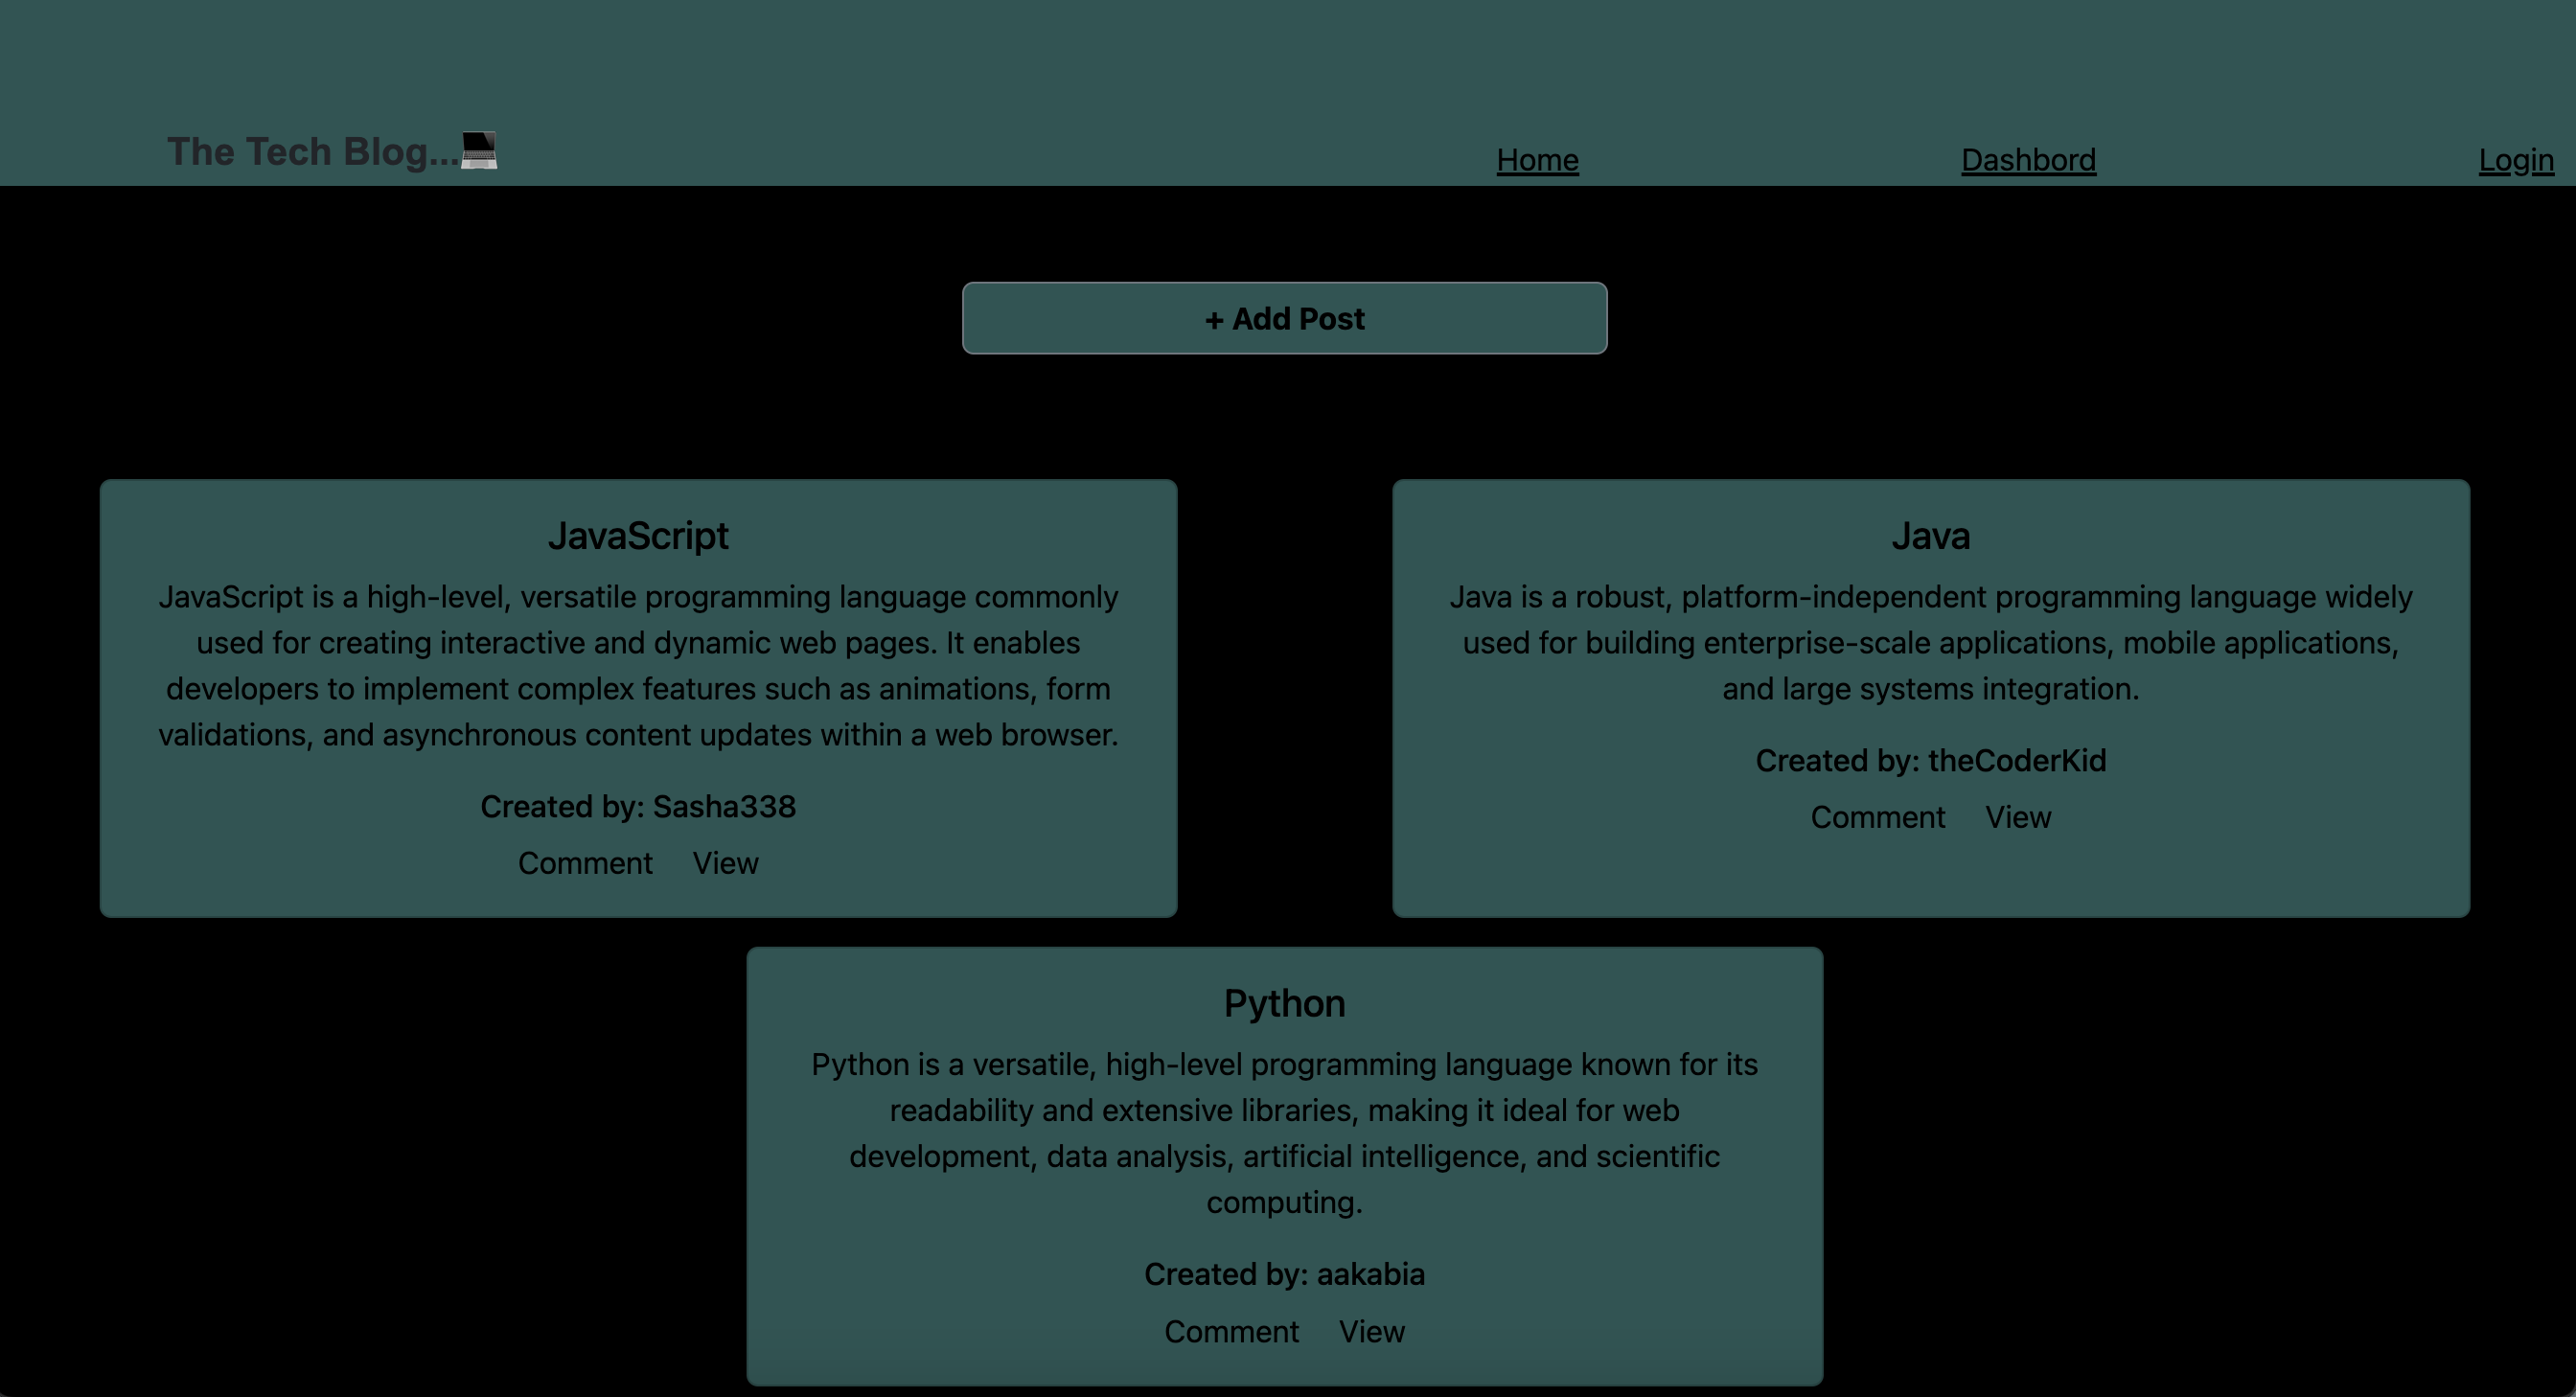 The Tech Blog...💻
Home
Dashbord
Login
+ Add Post
JavaScript
JavaScript is a high-level, versatile programming language commonly
used for creating interactive and dynamic web pages. It enables
developers to implement complex features such as animations, form
validations, and asynchronous content updates within a web browser.
Created by: Sasha338
Comment View
Java
Java is a robust, platform-independent programming language widely
used for building enterprise-scale applications, mobile applications,
and large systems integration.
Created by: theCoderKid
Comment View
Python
Python is a versatile, high-level programming language known for its
readability and extensive libraries, making it ideal for web
development, data analysis, artificial intelligence, and scientific
computing.
Created by: aakabia
Comment View